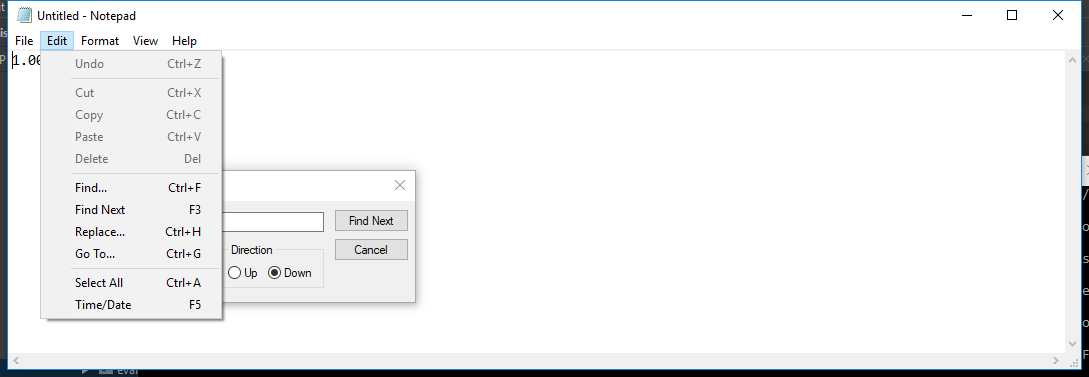 Untitled - Notepad
File Edit Format View Help
1.00
Undo Ctrl+Z
Cut Ctrl+X
Copy Ctrl+C
Paste Ctrl+V
Delete Del
Find... Ctrl+F
Find Next F3
Replace... Ctrl+H
Go To... Ctrl+G
Select All Ctrl+A
Time/Date F5
Find Next
Cancel
Direction
Up Down
eval